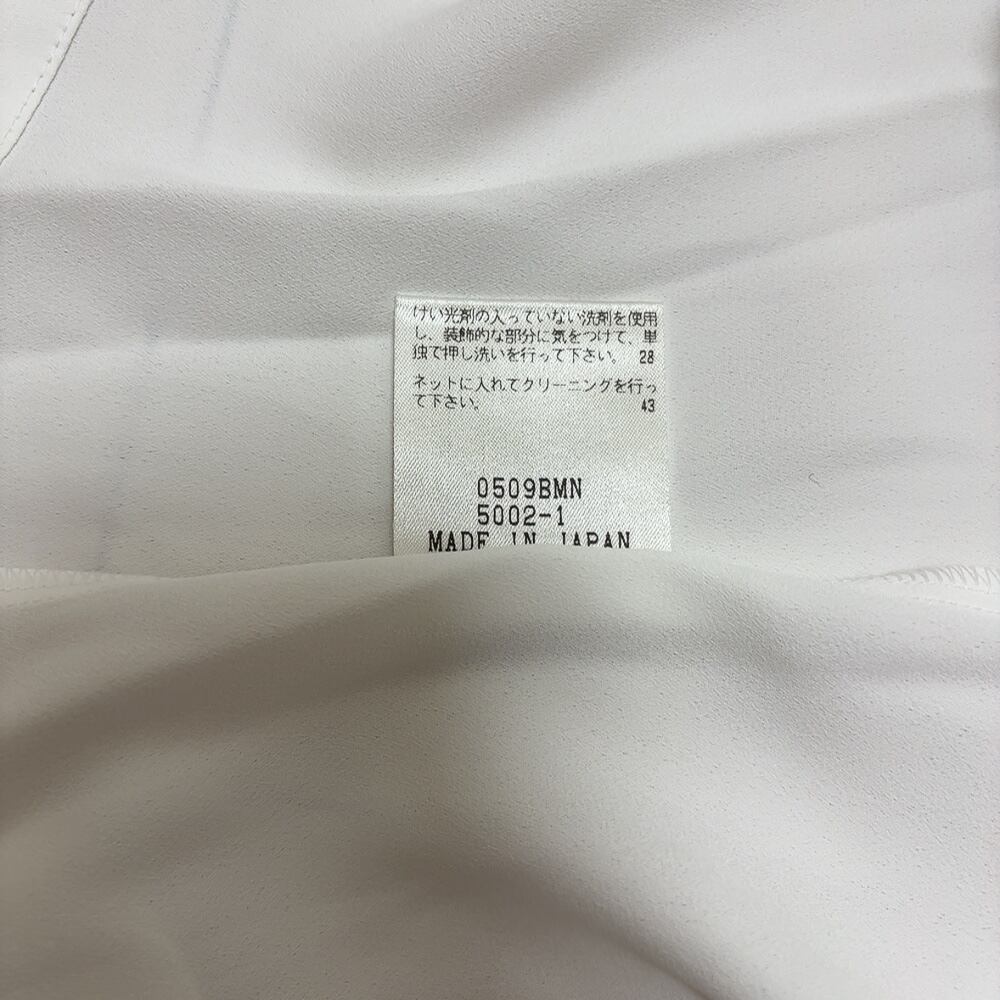 けい光剤の入っていない洗剤を使用
し、装飾的な部分に気をつけて、単
独で押し洗いを行って下さい。 28
ネットに入れてクリーニングを行っ
て下さい。 43
0509BMN
5002-1
MADE IN JAPAN